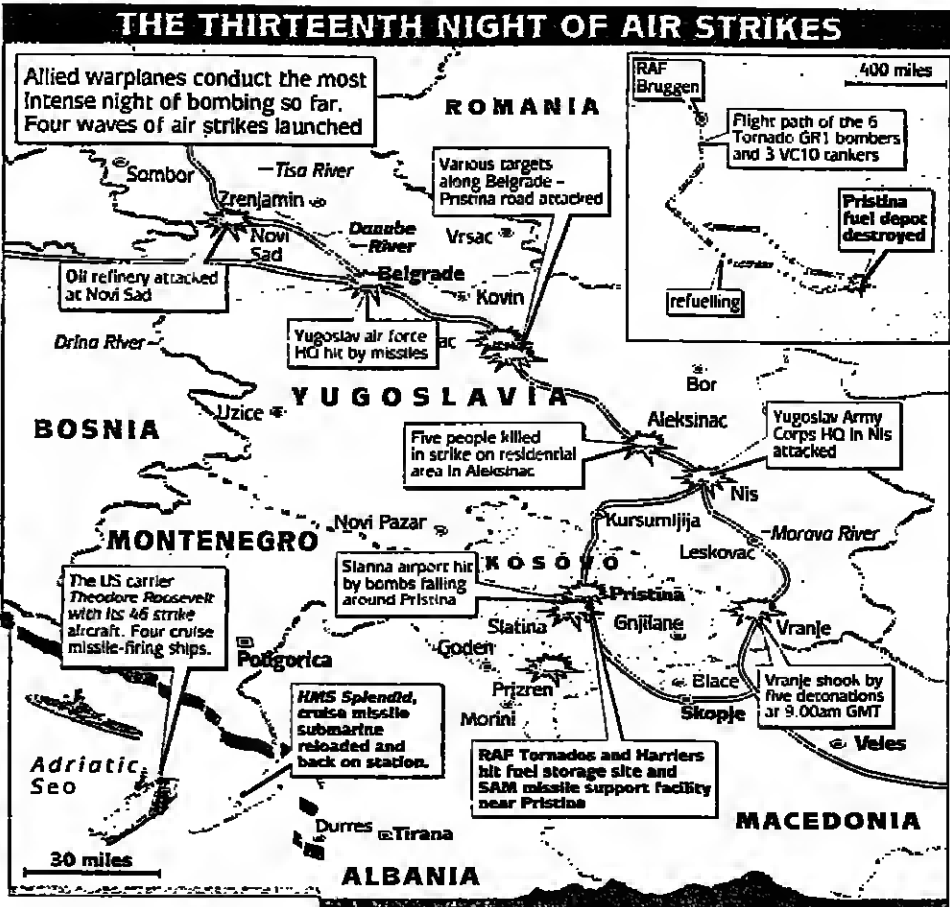 THE THIRTEENTH NIGHT OF AIR STRIKES
Allied warplanes conduct the most
intense night of bombing so far.
Four waves of air strikes launched
ROMANIA
RAF
Bruggen
400 miles
Flight path of the 6
Tornado GR1 bombers
and 3 VC10 tankers
Pristina
fuel depot
destroyed
refuelling
Sombor
Tisa River
Zrenjamin
Various targets
along Belgrade –
Pristina road attacked
Novi
Sad
Danube
River
Vrsac
Oil refinery attacked
at Novi Sad
Belgrade
Kovin
Drina River
Yugoslav air force
HQ hit by missiles
ac
YUGOSLAVIA
Bor
Uzice
BOSNIA
Aleksinac
Five people killed
in strike on residential
area in Aleksinac
Yugoslav Army
Corps HQ in Nis
attacked
Nis
Novi Pazar
Kursumljija
Morava River
Leskovac
MONTENEGRO
KOSOVO
Slanna airport hit
by bombs falling
around Pristina
Pristina
The US carrier
Theodore Roosevelt
with its 46 strike
aircraft. Four cruise
missile-firing ships.
Slatina
Gnjilane
Vranje
Goden
Podgorica
Prizren
Blace
Vranje shook by
five detonations
at 9.00am GMT
Morini
Skopje
HMS Splendid,
cruise missile
submarine
reloaded and
back on station.
Veles
RAF Tornados and Harriers
hit fuel storage site and
SAM missile support facility
near Pristina
Adriatic
Seo
MACEDONIA
Durres
Tirana
30 miles
ALBANIA